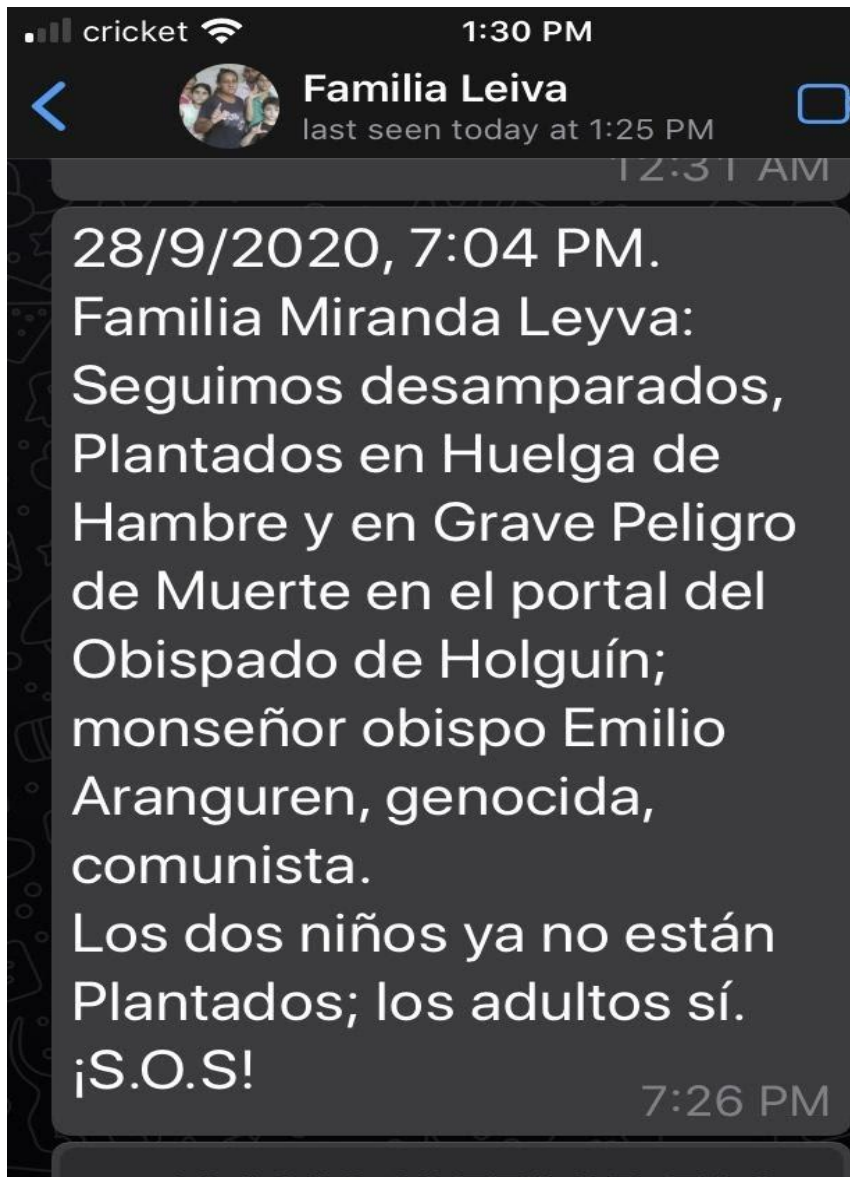 cricket 1:30 PM
Familia Leiva
last seen today at 1:25 PM
12:31 AM
28/9/2020, 7:04 PM.
Familia Miranda Leyva:
Seguimos desamparados,
Plantados en Huelga de
Hambre y en Grave Peligro
de Muerte en el portal del
Obispado de Holguín;
monseñor obispo Emilio
Aranguren, genocida,
comunista.
Los dos niños ya no están
Plantados; los adultos sí.
¡S.O.S!
7:26 PM